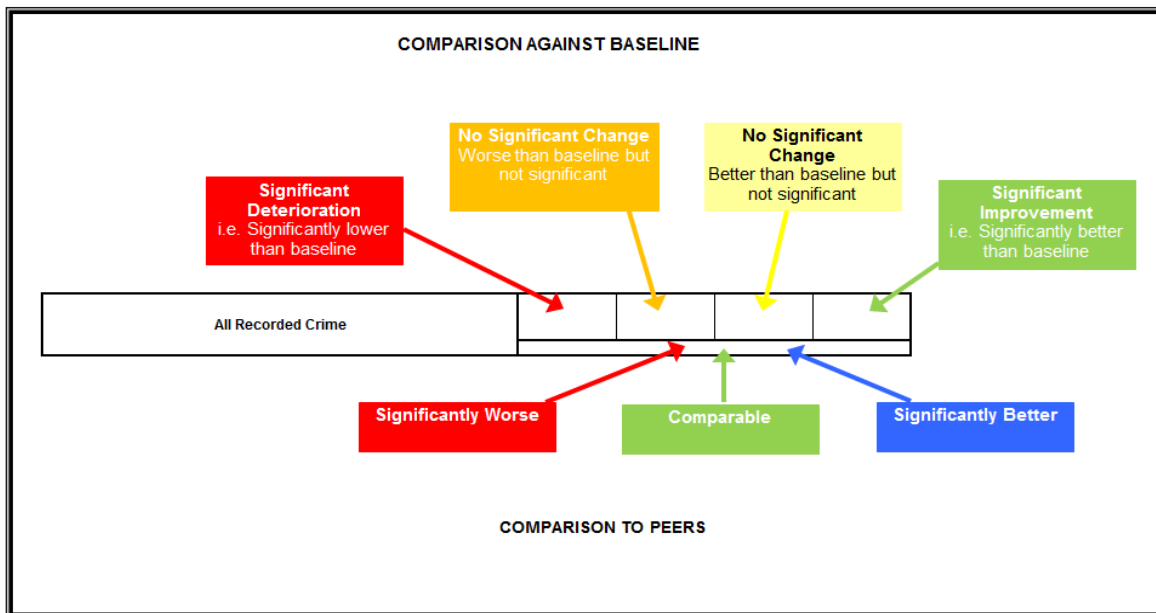 COMPARISON AGAINST BASELINE
No Significant Change
Worse than baseline but
not significant
No Significant
Change
Better than baseline but
not significant
Significant
Deterioration
i.e. Significantly lower
than baseline
Significant
Improvement
i.e. Significantly better
than baseline
All Recorded Crime
Significantly Worse
Comparable
Significantly Better
COMPARISON TO PEERS